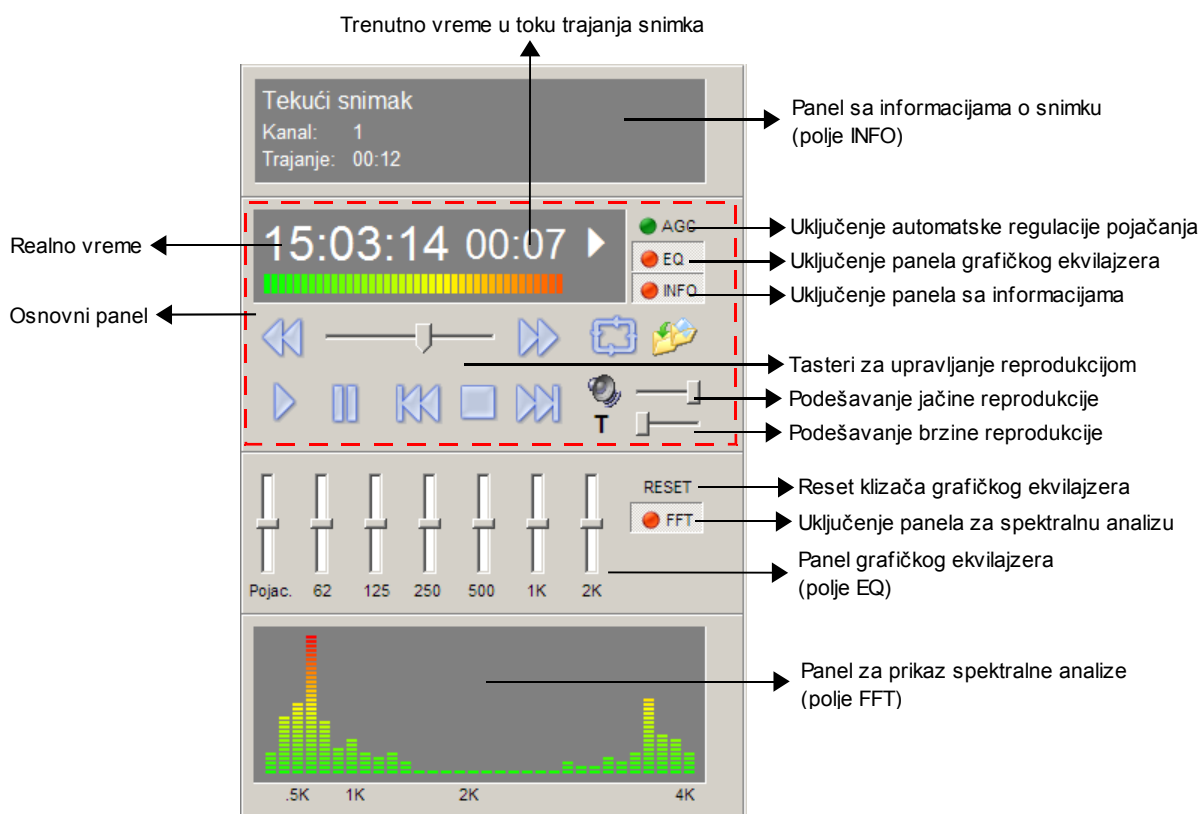 Trenutno vreme u toku trajanja snimka
Tekući snimak
Kanal: 1
Trajanje: 00:12
Panel sa informacijama o snimku
(polje INFO)
Realno vreme
15:03:14 00:07
AGC
Uključenje automatske regulacije pojačanja
EQ
Uključenje panela grafičkog ekvilajzera
INFO
Uključenje panela sa informacijama
Osnovni panel
Tasteri za upravljanje reprodukcijom
Podešavanje jačine reprodukcije
T
Podešavanje brzine reprodukcije
RESET
Reset klizača grafičkog ekvilajzera
FFT
Uključenje panela za spektralnu analizu
Panel grafičkog ekvilajzera
(polje EQ)
Pojac. 62 125 250 500 1K 2K
Panel za prikaz spektralne analize
(polje FFT)
.5K 1K 2K 4K